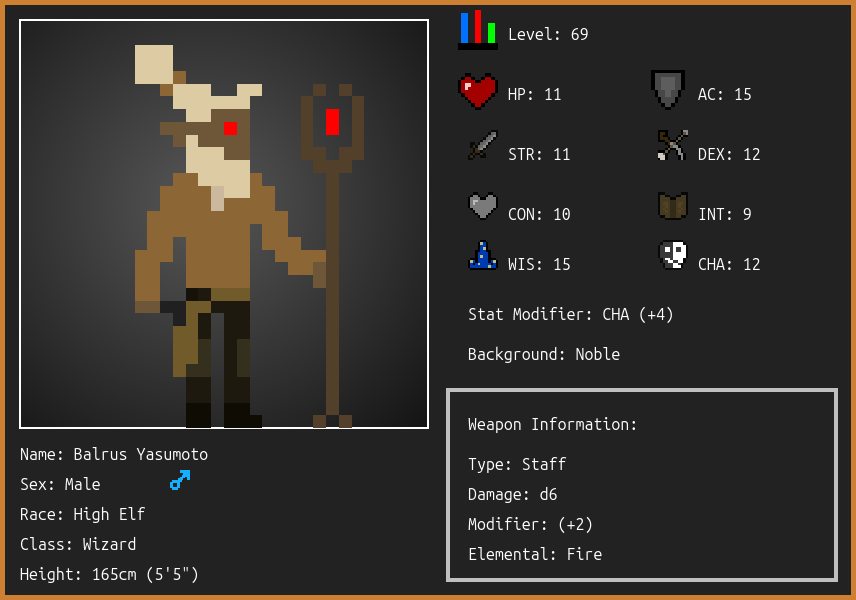 Level: 69
HP: 11
AC: 15
STR: 11
DEX: 12
CON: 10
INT: 9
WIS: 15
CHA: 12
Stat Modifier: CHA (+4)
Background: Noble
Weapon Information:
Type: Staff
Damage: d6
Modifier: (+2)
Elemental: Fire
Name: Balrus Yasumoto
Sex: Male
Race: High Elf
Class: Wizard
Height: 165cm (5'5")